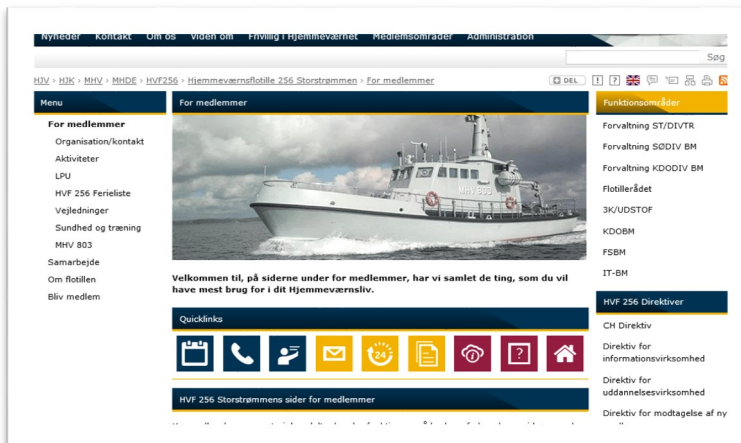 Nyheder Kontakt Om os Viden om Frivillig i Hjemmeværnet Medlemsområder Administration
Søg
HJV > HJK > MHV > MHDE > HVF256 > Hjemmeværnsflotille 256 Storstrømmen > For medlemmer
DEL
Menu
For medlemmer
Organisation/kontakt
Aktiviteter
LPU
HVF 256 Ferieliste
Vejledninger
Sundhed og træning
MHV 803
Samarbejde
Om flotillen
Bliv medlem
For medlemmer
MHV 803
Velkommen til, på siderne under for medlemmer, har vi samlet de ting, som du vil
have mest brug for i dit Hjemmeværnsliv.
Quicklinks
24
HVF 256 Storstrømmens sider for medlemmer
Funktionsområder
Forvaltning ST/DIVTR
Forvaltning SØDIV BM
Forvaltning KDODIV BM
Flotillerådet
3K/UDSTOF
KDOBM
FSBM
IT-BM
HVF 256 Direktiver
CH Direktiv
Direktiv for
informationsvirksomhed
Direktiv for
uddannelsesvirksomhed
Direktiv for modtagelse af ny